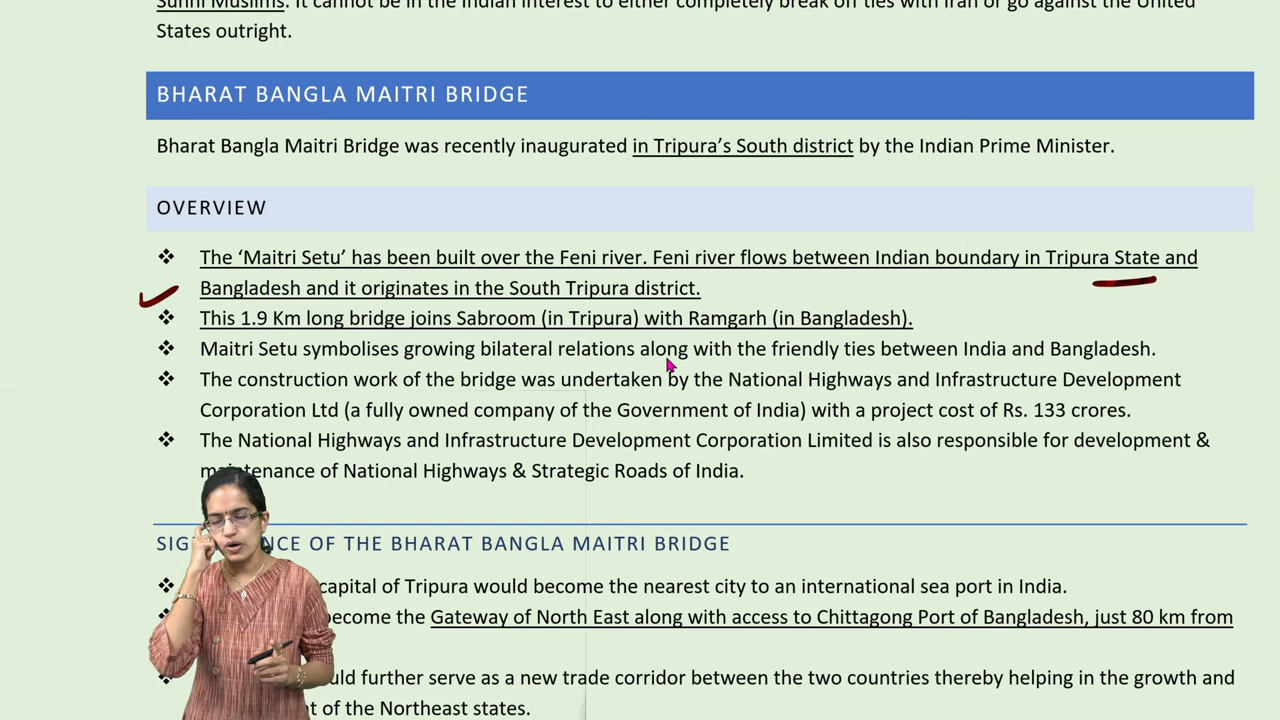 Sunni Muslims. It cannot be in the Indian interest to either completely break off ties with Iran or go against the United
States outright.
BHARAT BANGLA MAITRI BRIDGE
Bharat Bangla Maitri Bridge was recently inaugurated in Tripura’s South district by the Indian Prime Minister.
OVERVIEW
❖ The ‘Maitri Setu’ has been built over the Feni river. Feni river flows between Indian boundary in Tripura State and
Bangladesh and it originates in the South Tripura district.
❖ This 1.9 Km long bridge joins Sabroom (in Tripura) with Ramgarh (in Bangladesh).
❖ Maitri Setu symbolises growing bilateral relations along with the friendly ties between India and Bangladesh.
❖ The construction work of the bridge was undertaken by the National Highways and Infrastructure Development
Corporation Ltd (a fully owned company of the Government of India) with a project cost of Rs. 133 crores.
❖ The National Highways and Infrastructure Development Corporation Limited is also responsible for development &
maintenance of National Highways & Strategic Roads of India.
SIGNIFICANCE OF THE BHARAT BANGLA MAITRI BRIDGE
❖ capital of Tripura would become the nearest city to an international sea port in India.
become the Gateway of North East along with access to Chittagong Port of Bangladesh, just 80 km from
further serve as a new trade corridor between the two countries thereby helping in the growth and
of the Northeast states.